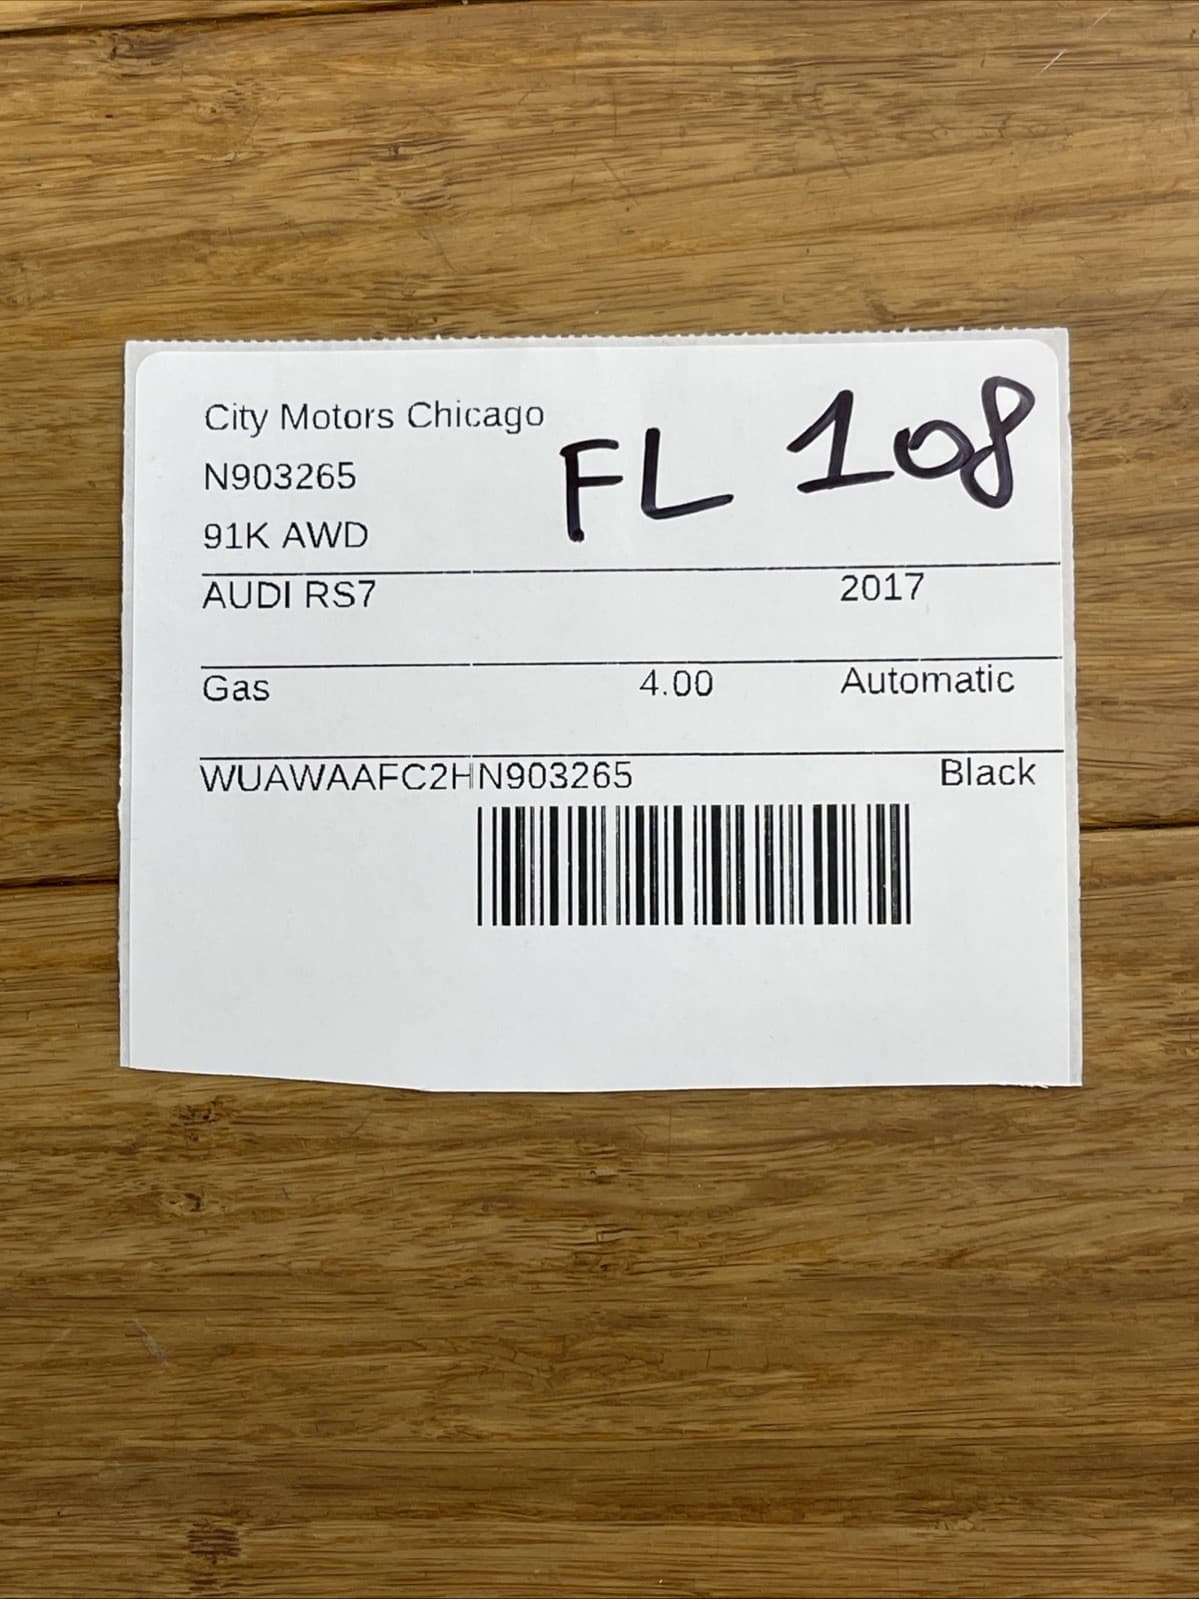 City Motors Chicago
N903265
FL 108
91K AWD
AUDI RS7 2017
Gas 4.00 Automatic
WUAWAAFC2HN903265 Black